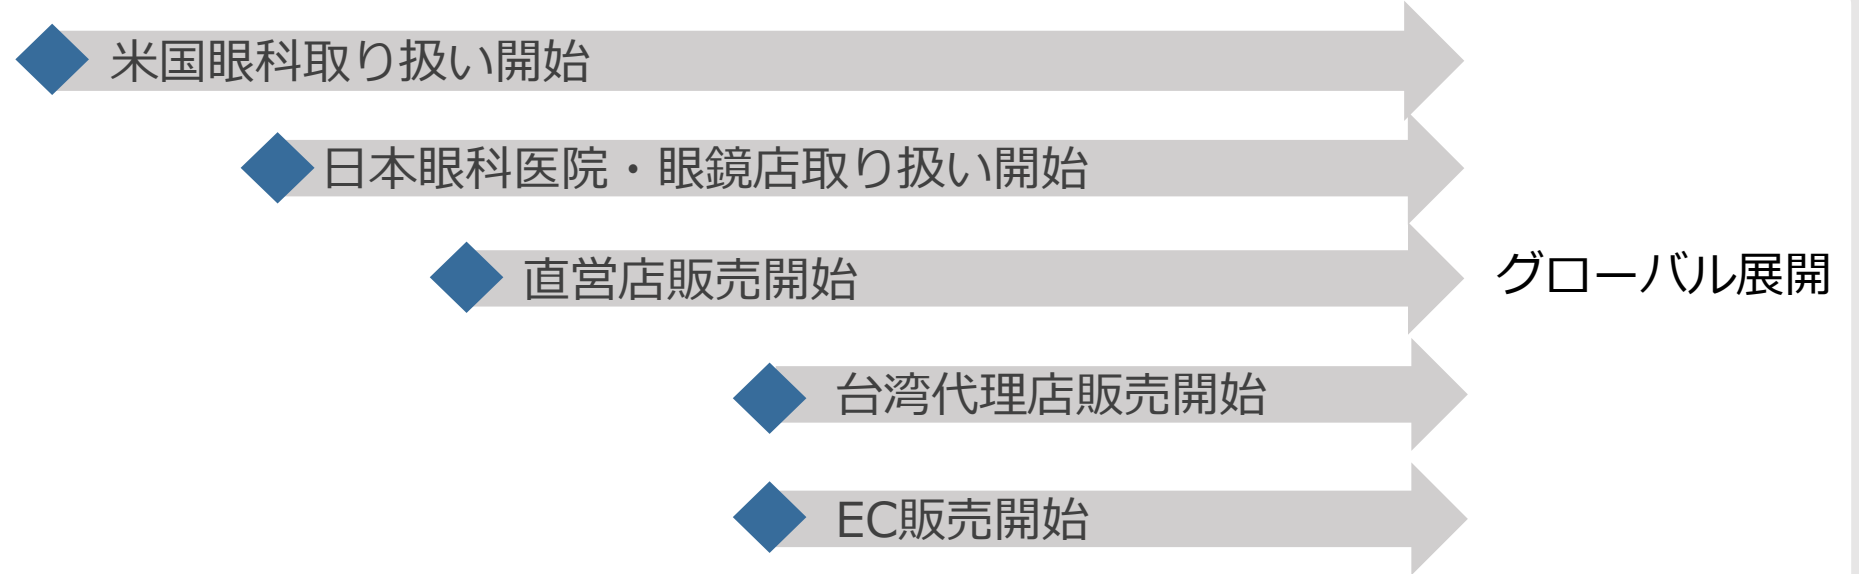 米国眼科取り扱い開始
日本眼科医院・眼鏡店取り扱い開始
直営店販売開始
グローバル展開
台湾代理店販売開始
EC販売開始